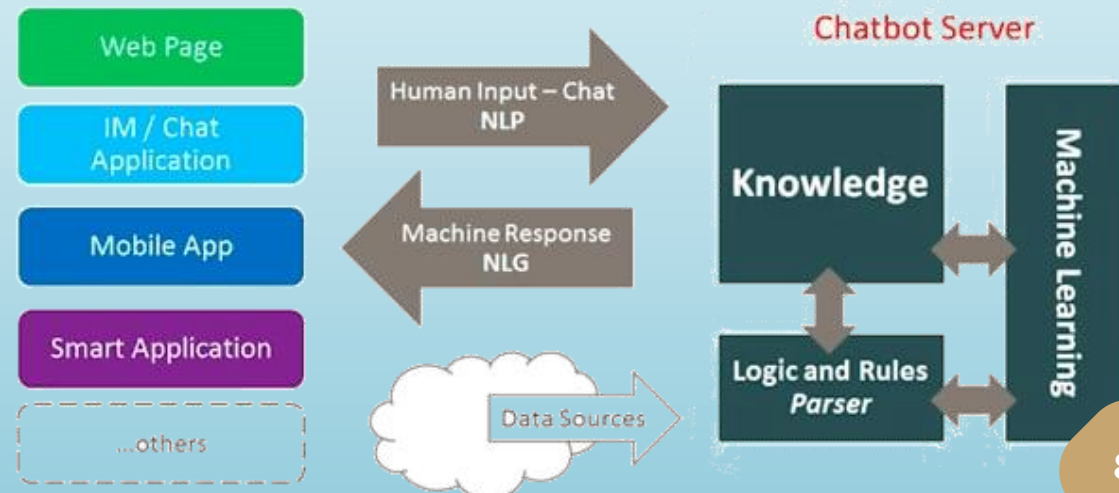 Web Page
IM / Chat
Application
Mobile App
Smart Application
...others
Human Input – Chat
NLP
Machine Response
NLG
Data Sources
Chatbot Server
Knowledge
Logic and Rules
Parser
Machine Learning